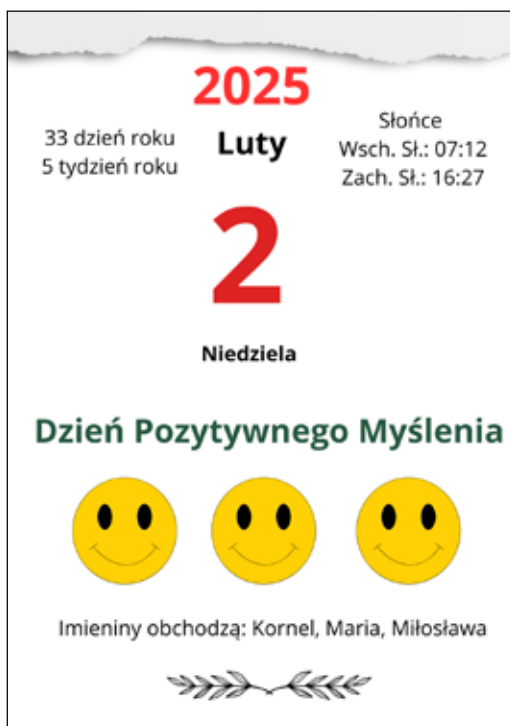 2025
33 dzień roku
5 tydzień roku
Luty
Słońce
Wsch. Sł.: 07:12
Zach. Sł.: 16:27
2
Niedziela
Dzień Pozytywnego Myślenia
Imieniny obchodzą: Kornel, Maria, Miłosława